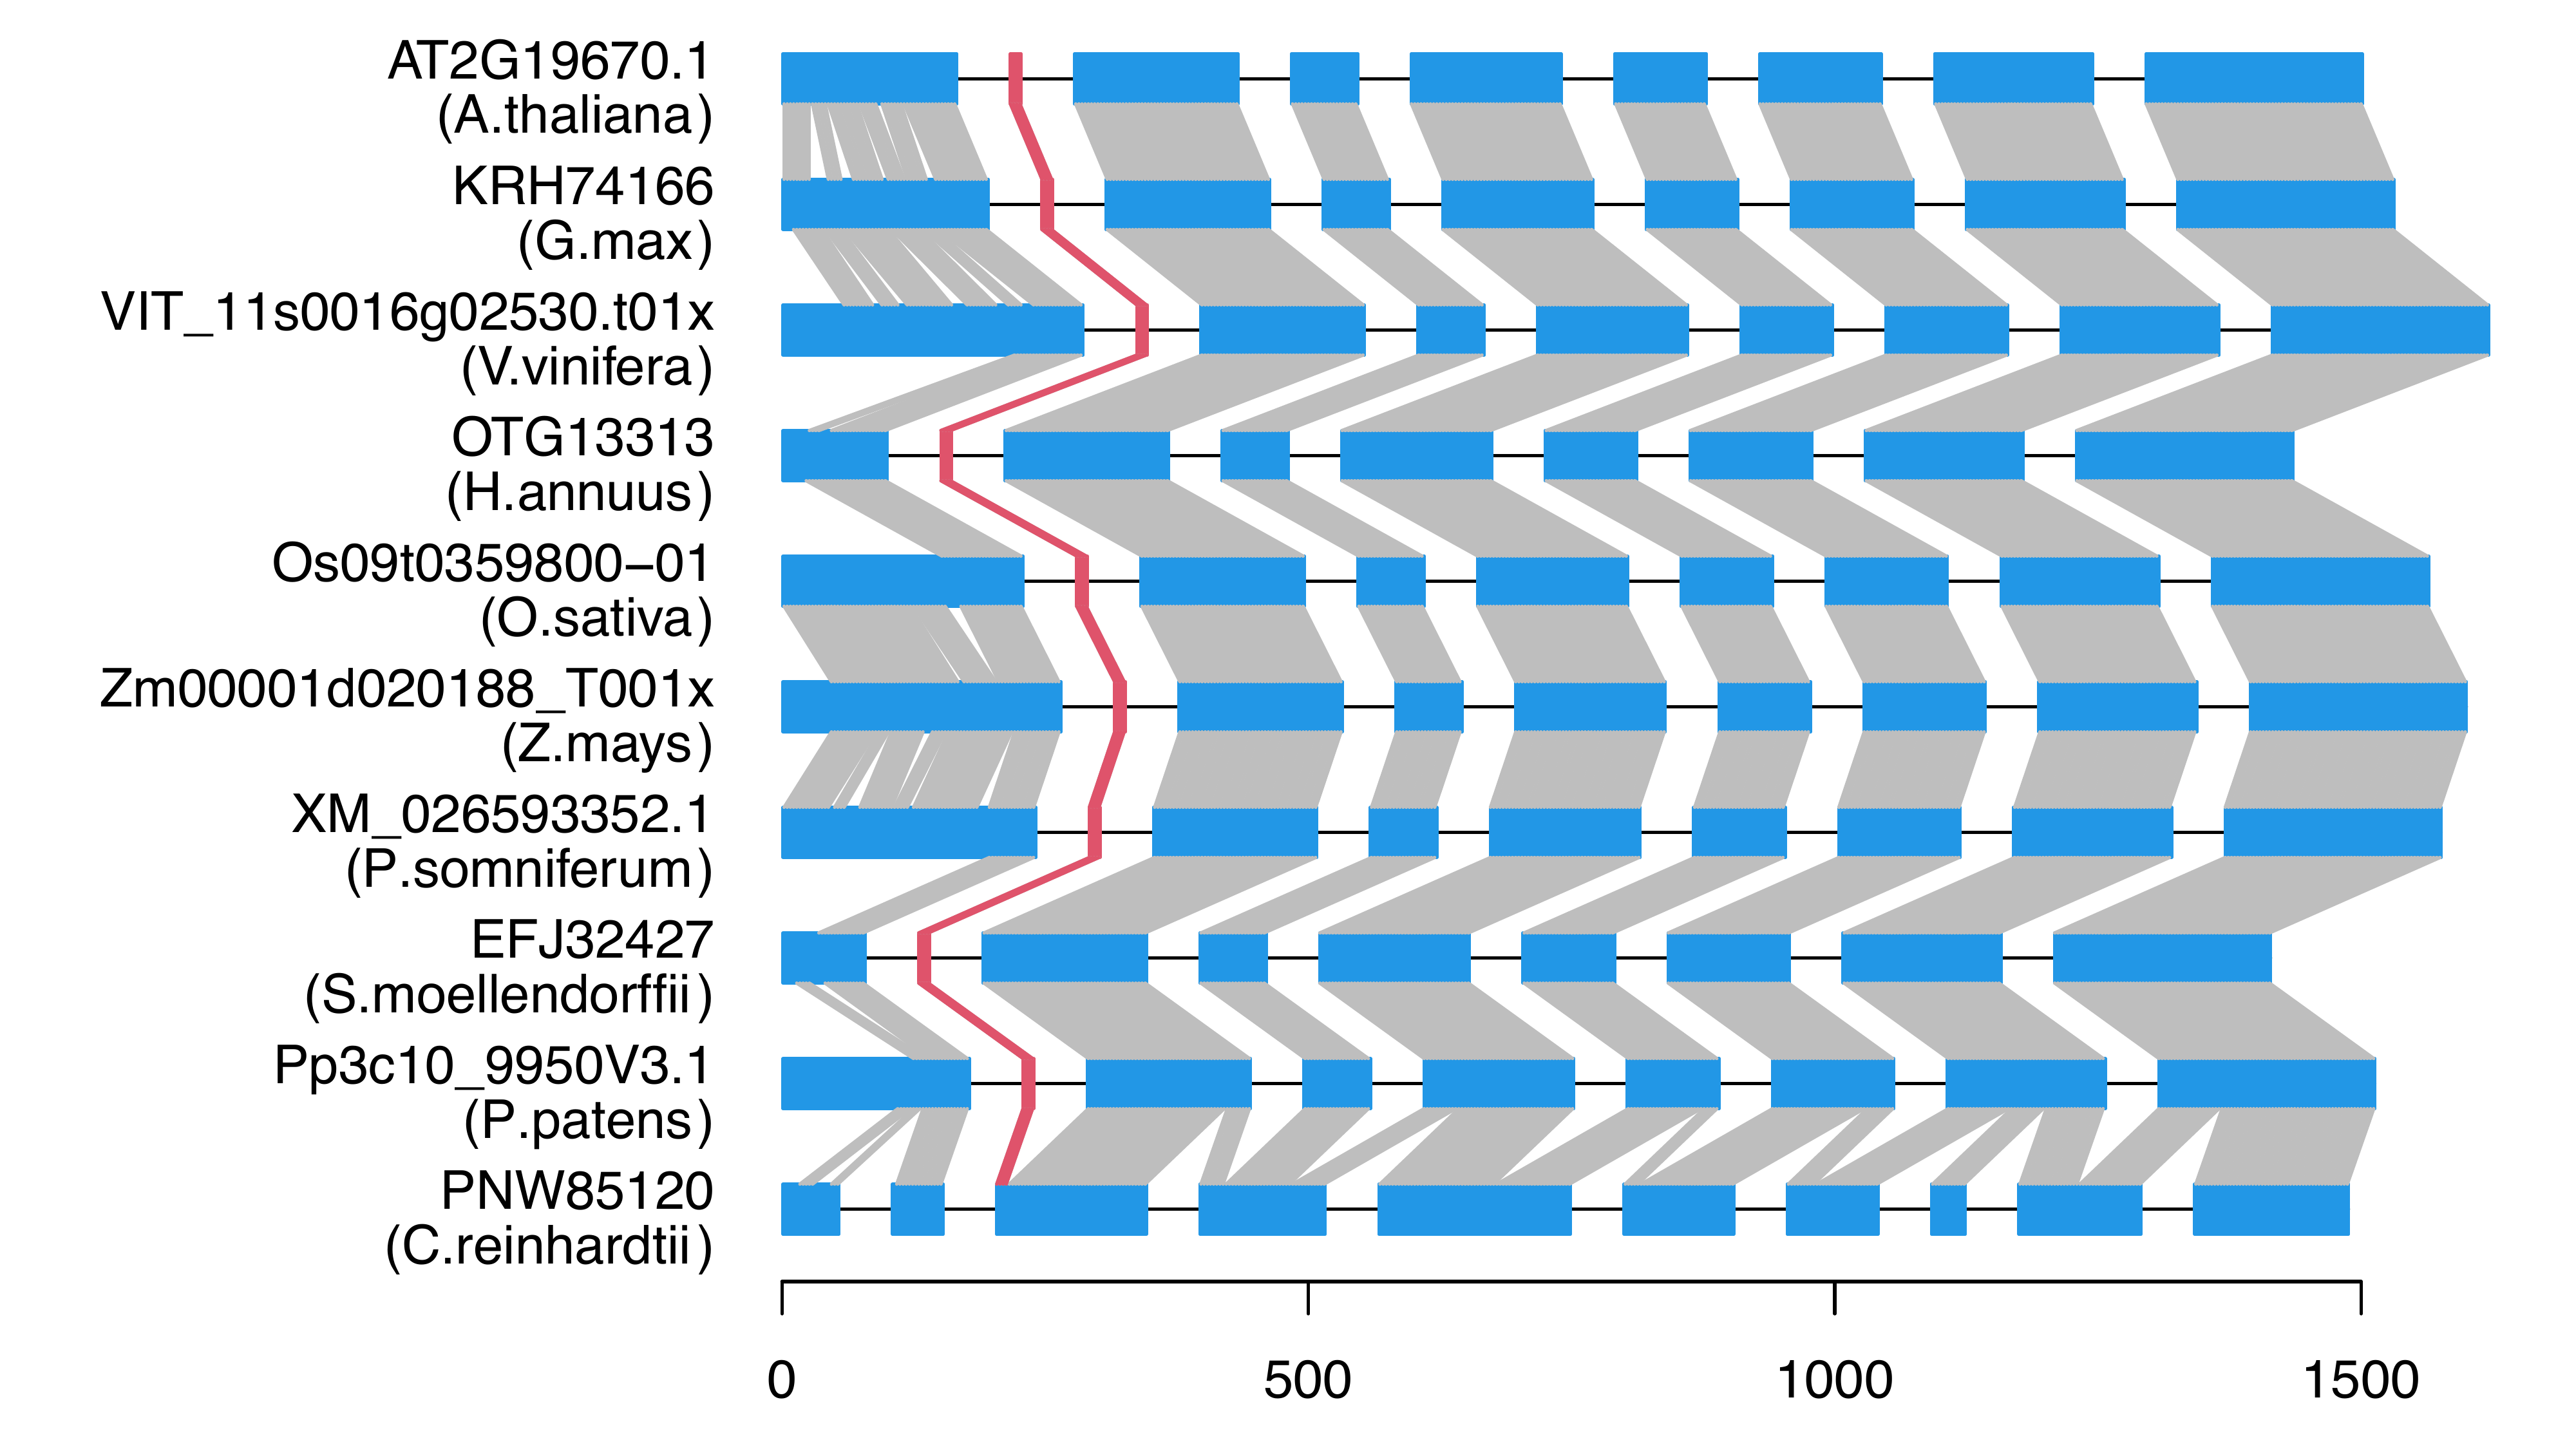 AT2G19670.1
(A.thaliana)
KRH74166
(G.max)
VIT_11s0016g02530.t01x
(V.vinifera)
OTG13313
(H.annuus)
Os09t0359800−01
(O.sativa)
Zm00001d020188_T001x
(Z.mays)
XM_026593352.1
(P.somniferum)
EFJ32427
(S.moellendorffii)
Pp3c10_9950V3.1
(P.patens)
PNW85120
(C.reinhardtii)
0 500 1000 1500